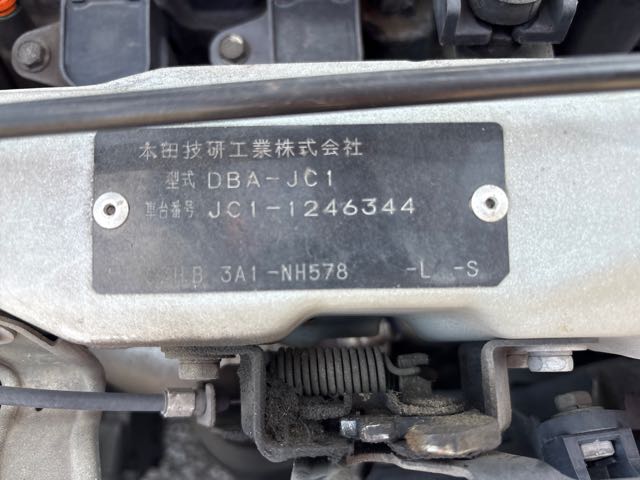 本田技研工業株式会社
型式 DBA-JC1
車台番号 JC1-1246344
3A1-NH578 -L -S